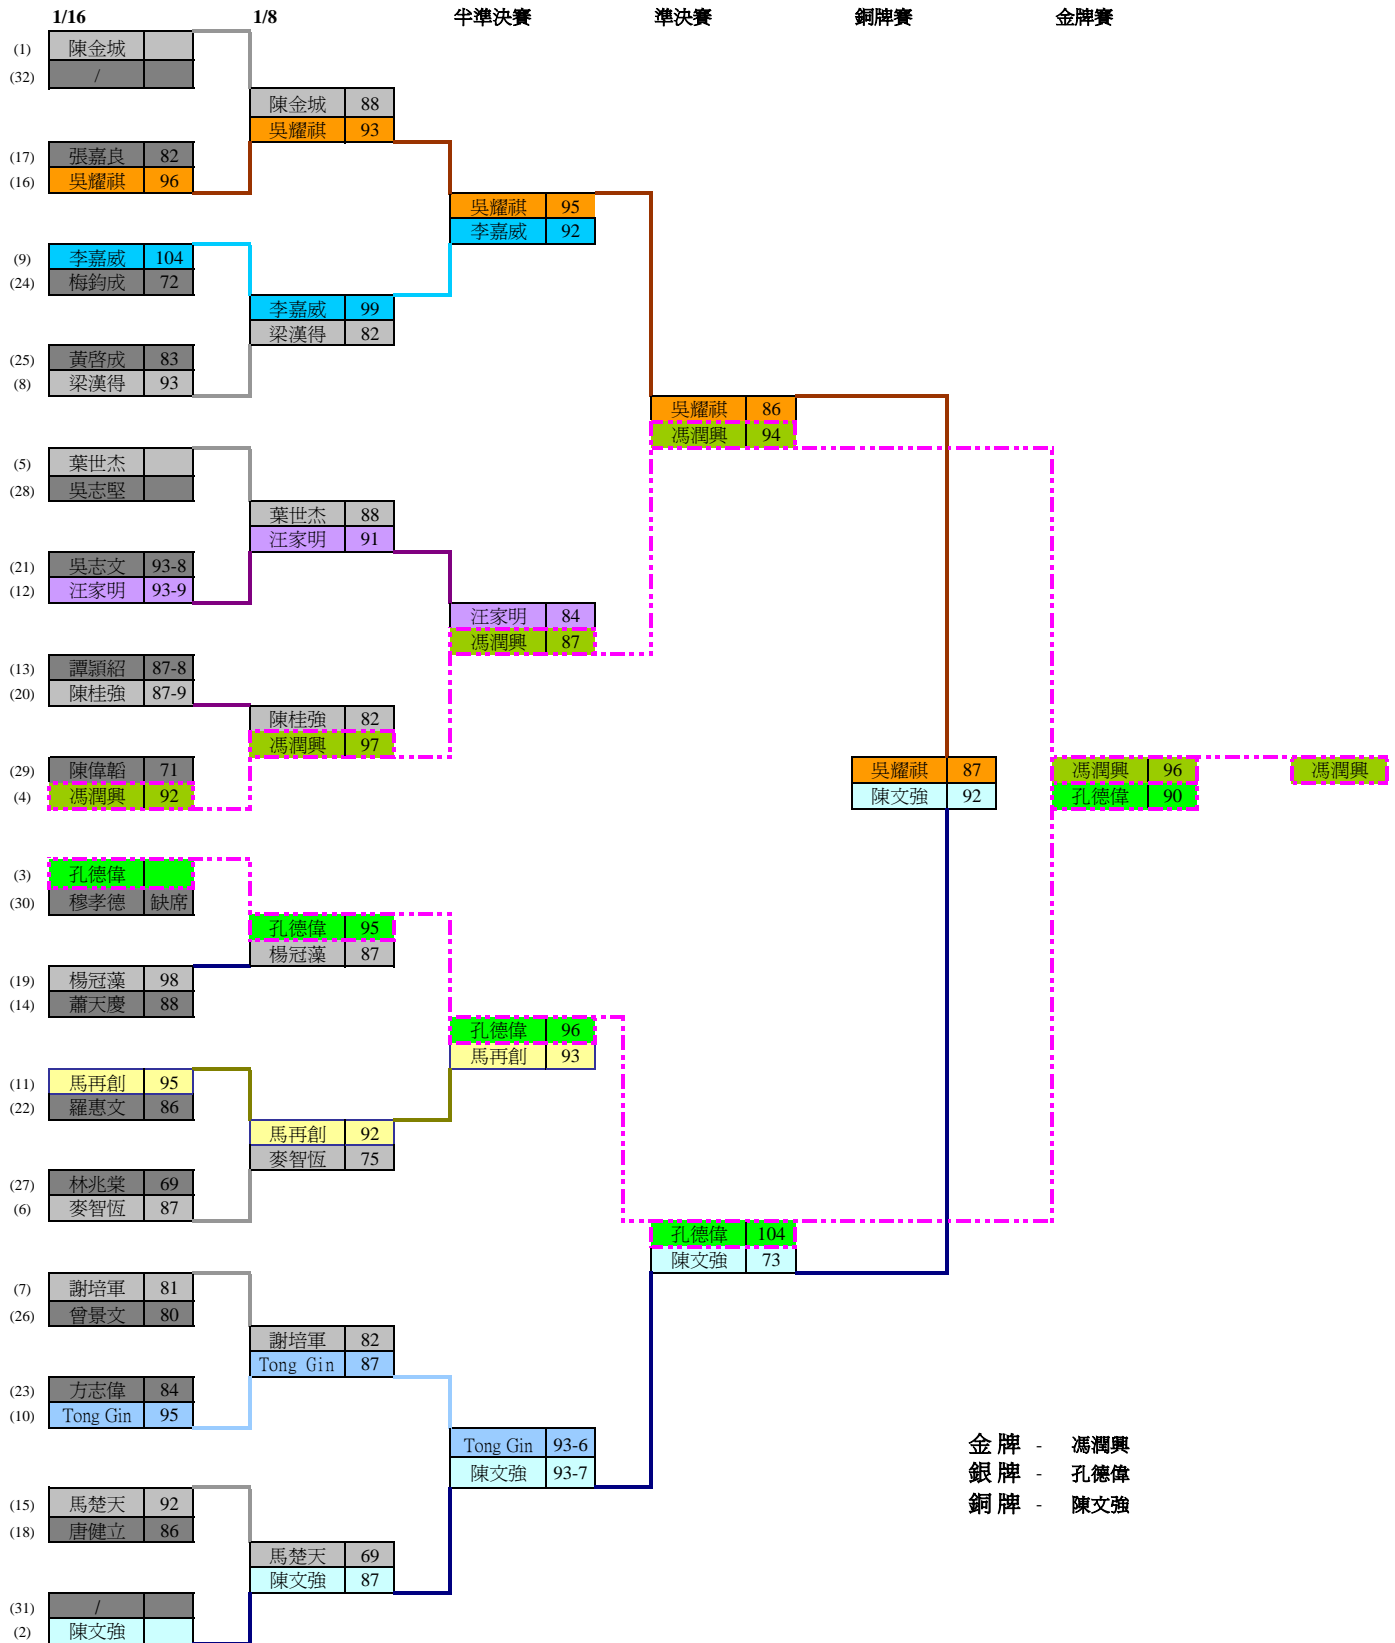 1/16 1/8 半準決賽 準決賽 銅牌賽 金牌賽
(1) 陳金城
(32) /
陳金城 88
吳耀祺 93
(17) 張嘉良 82
(16) 吳耀祺 96
吳耀祺 95
李嘉威 92
(9) 李嘉威 104
(24) 梅鈞成 72
李嘉威 99
梁漢得 82
(25) 黃啓成 83
(8) 梁漢得 93
吳耀祺 86
馮潤興 94
(5) 葉世杰
(28) 吳志堅
葉世杰 88
汪家明 91
(21) 吳志文 93-8
(12) 汪家明 93-9
汪家明 84
馮潤興 87
(13) 譚頴紹 87-8
(20) 陳桂強 87-9
陳桂強 82
馮潤興 97
(29) 陳偉韜 71
(4) 馮潤興 92
吳耀祺 87
陳文強 92
馮潤興 96
孔德偉 90
馮潤興
(3) 孔德偉
(30) 穆孝德 缺席
孔德偉 95
楊冠藻 87
(19) 楊冠藻 98
(14) 蕭天慶 88
孔德偉 96
馬再創 93
(11) 馬再創 95
(22) 羅惠文 86
馬再創 92
麥智恆 75
(27) 林兆棠 69
(6) 麥智恆 87
孔德偉 104
陳文強 73
(7) 謝培軍 81
(26) 曾景文 80
謝培軍 82
Tong Gin 87
(23) 方志偉 84
(10) Tong Gin 95
Tong Gin 93-6
陳文強 93-7
(15) 馬楚天 92
(18) 唐健立 86
馬楚天 69
陳文強 87
(31) /
(2) 陳文強
金牌 - 馮潤興
銀牌 - 孔德偉
銅牌 - 陳文強